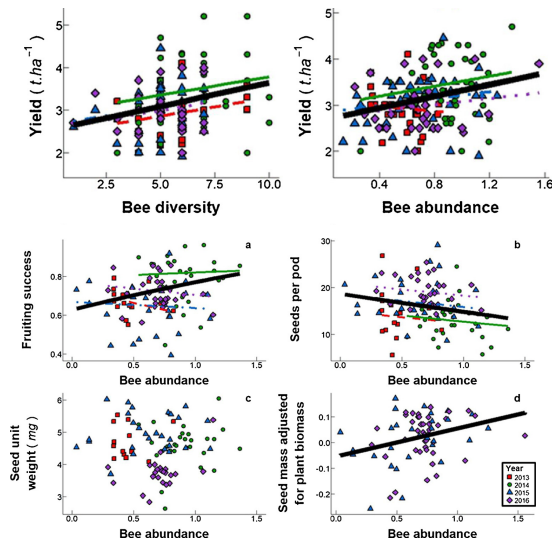 Yield ( t.ha⁻¹ )
5
4
3
2
2.5 5.0 7.5 10.0
Bee diversity
Yield ( t.ha⁻¹ )
5
4
3
2
0.4 0.8 1.2 1.6
Bee abundance
a
Fruiting success
0.8
0.6
0.4
0.0 0.5 1.0 1.5
Bee abundance
b
Seeds per pod
30
20
10
0.0 0.5 1.0 1.5
Bee abundance
c
Seed unit
weight (mg)
6
5
4
3
0.0 0.5 1.0 1.5
Bee abundance
d
Seed mass adjusted
for plant biomass
0.1
0.0
-0.1
-0.2
0.0 0.5 1.0 1.5
Bee abundance
Year
2013
2014
2015
2016